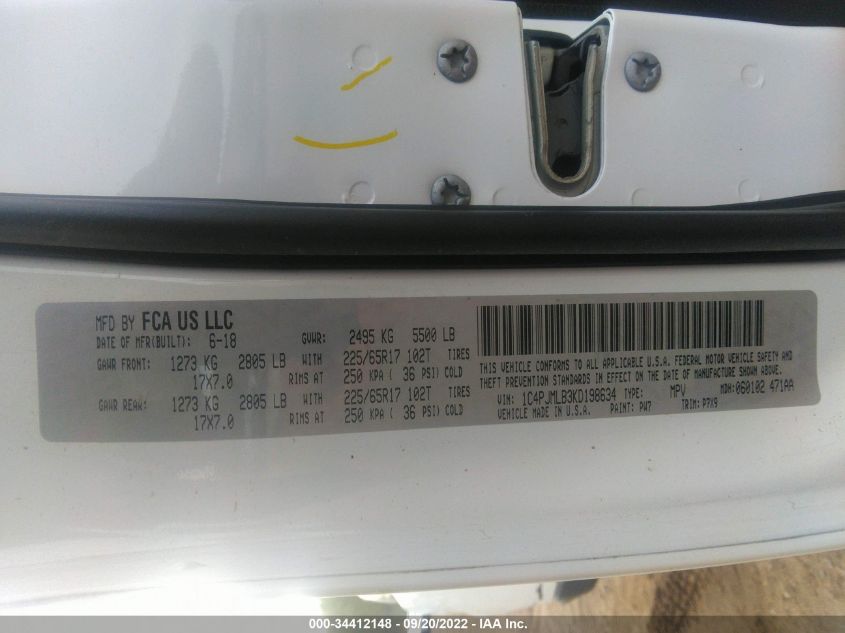 MFD BY FCA US LLC
DATE OF MFR(BUILT): 6-18 GVWR: 2495 KG 5500 LB
GAWR FRONT: 1273 KG 2805 LB WITH 225/65R17 102T TIRES
17X7.0 RIMS AT 250 KPA ( 36 PSI) COLD
GAWR REAR: 1273 KG 2805 LB WITH 225/65R17 102T TIRES
17X7.0 RIMS AT 250 KPA ( 36 PSI) COLD
THIS VEHICLE CONFORMS TO ALL APPLICABLE U.S.A. FEDERAL MOTOR VEHICLE SAFETY AND
THEFT PREVENTION STANDARDS IN EFFECT ON THE DATE OF MANUFACTURE SHOWN ABOVE.
VIN: 1C4PJMLB3KD198634 TYPE: MPV MDH: 060102 471AA
VEHICLE MADE IN U.S.A. PAINT: PW7 TRIM: P7X9
000-34412148 - 09/20/2022 - IAA Inc.